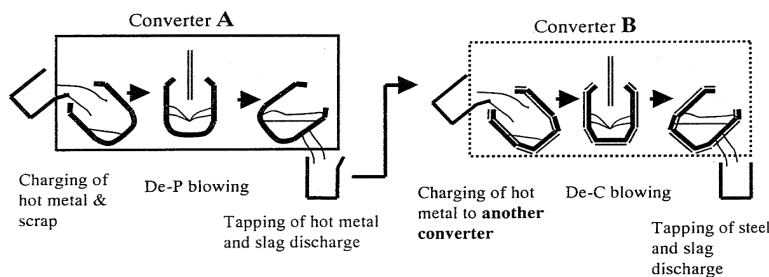 Converter A
Charging of
hot metal &
scrap
De-P blowing
Tapping of hot metal
and slag discharge
Converter B
Charging of hot
metal to another
converter
De-C blowing
Tapping of steel
and slag
discharge